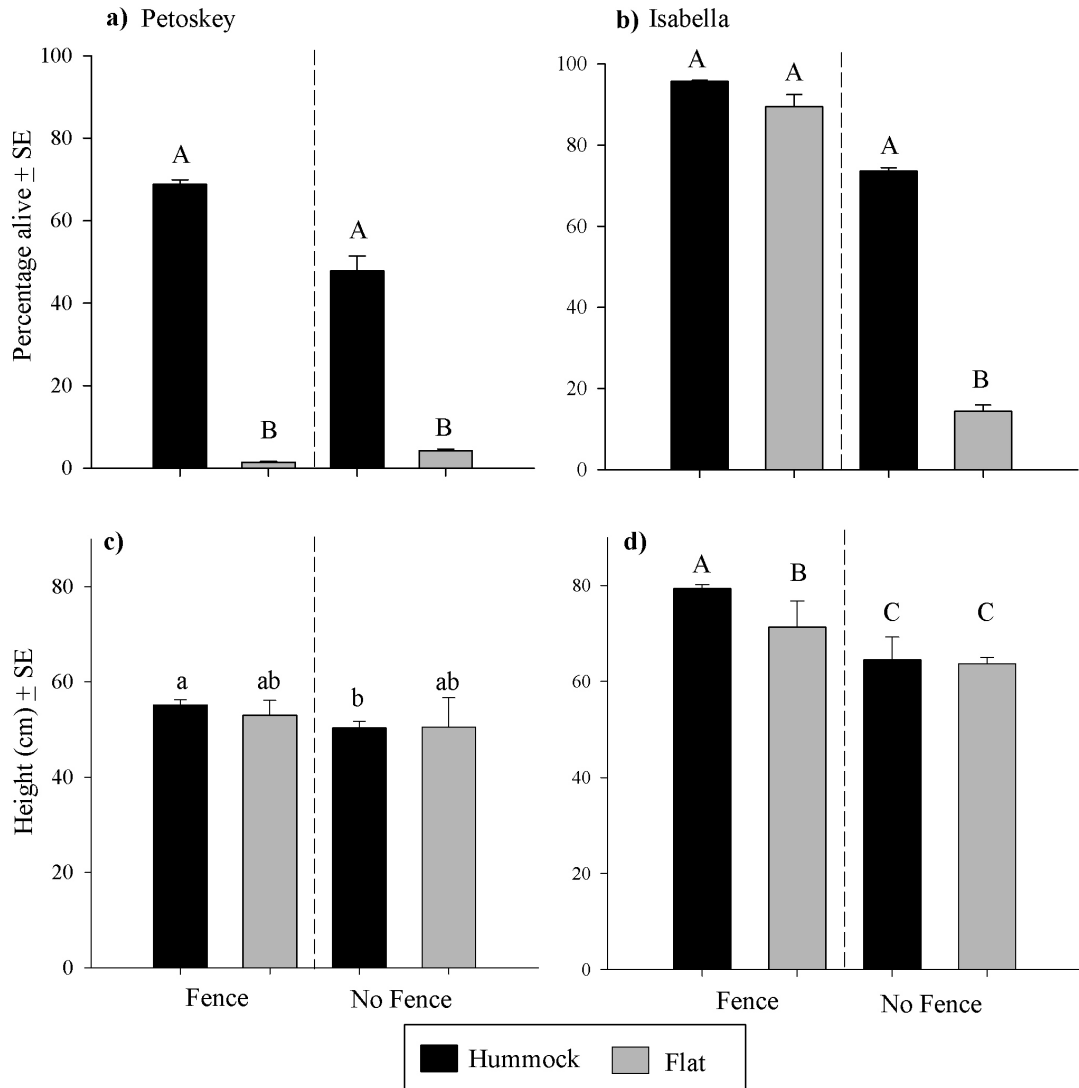 a) Petoskey
b) Isabella
Percentage alive ± SE
100
80
60
40
20
0
A
B
A
B
100
80
60
40
20
0
A
A
A
B
c)
d)
Height (cm) ± SE
80
60
40
20
0
a
ab
b
ab
80
60
40
20
0
A
B
C
C
Fence
No Fence
Fence
No Fence
Hummock
Flat